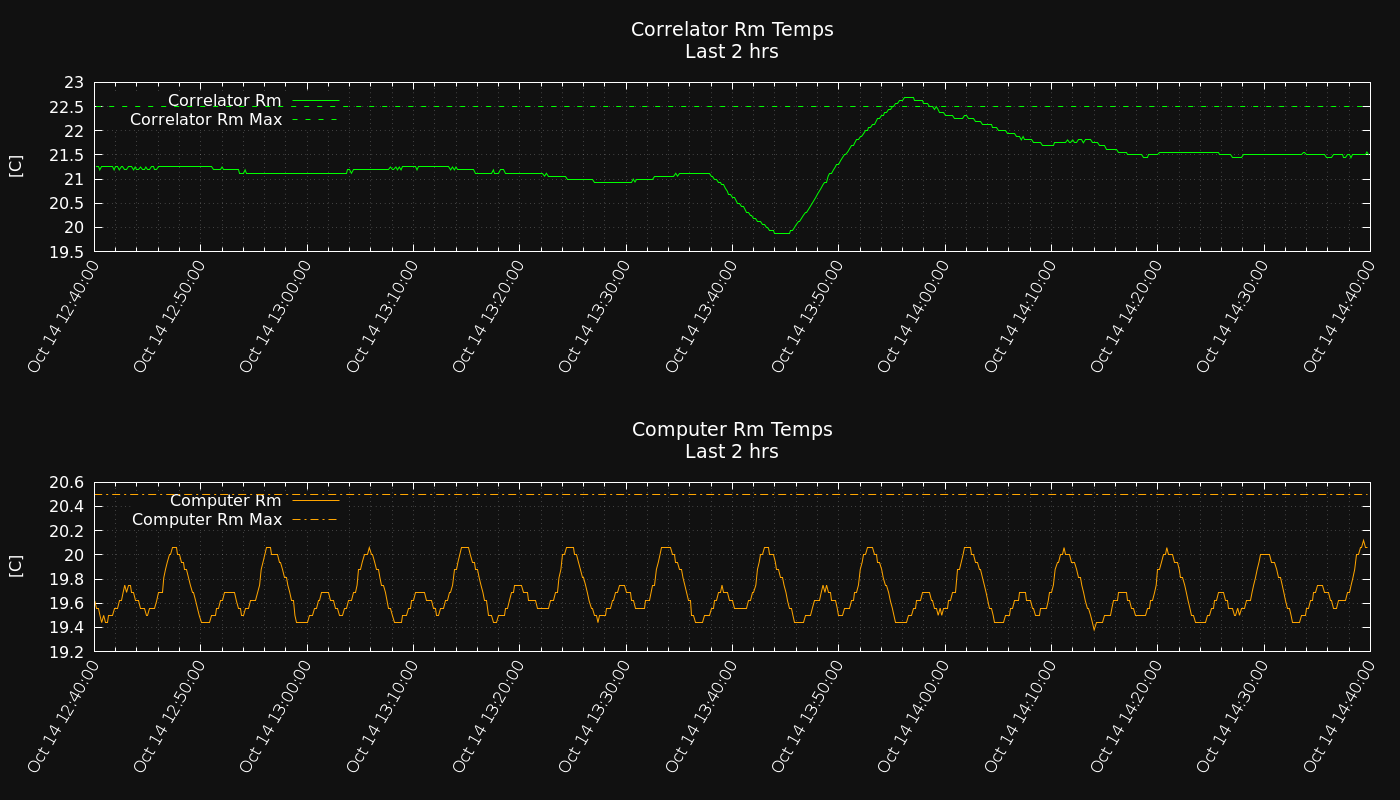 Correlator Rm Temps
Last 2 hrs
23
22.5
22
21.5
21
20.5
20
19.5
[C]
Correlator Rm
Correlator Rm Max
Oct 14 12:40:00
Oct 14 12:50:00
Oct 14 13:00:00
Oct 14 13:10:00
Oct 14 13:20:00
Oct 14 13:30:00
Oct 14 13:40:00
Oct 14 13:50:00
Oct 14 14:00:00
Oct 14 14:10:00
Oct 14 14:20:00
Oct 14 14:30:00
Oct 14 14:40:00
Computer Rm Temps
Last 2 hrs
20.6
20.4
20.2
20
19.8
19.6
19.4
19.2
[C]
Computer Rm
Computer Rm Max
Oct 14 12:40:00
Oct 14 12:50:00
Oct 14 13:00:00
Oct 14 13:10:00
Oct 14 13:20:00
Oct 14 13:30:00
Oct 14 13:40:00
Oct 14 13:50:00
Oct 14 14:00:00
Oct 14 14:10:00
Oct 14 14:20:00
Oct 14 14:30:00
Oct 14 14:40:00